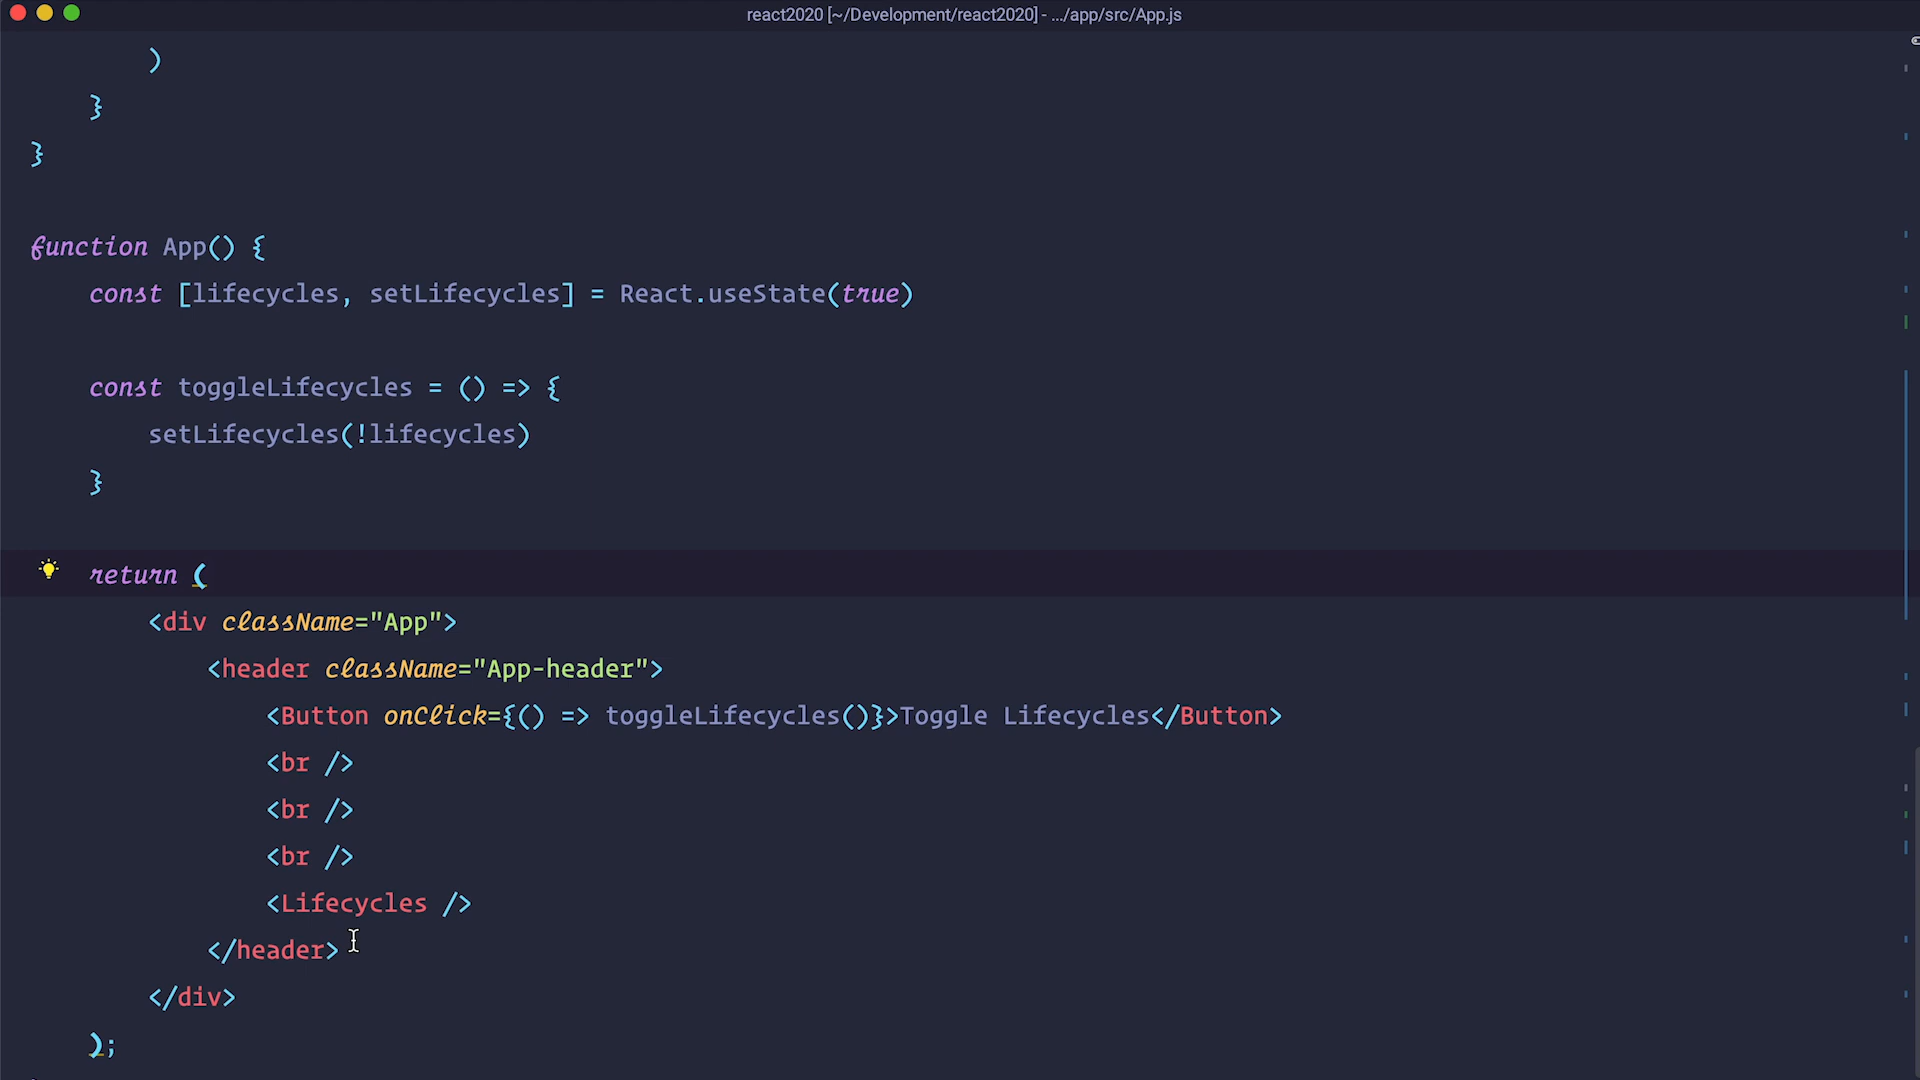 react2020 [~/Development/react2020] - .../app/src/App.js
)
}
}
function App() {
const [lifecycles, setLifecycles] = React.useState(true)
const toggleLifecycles = () => {
setLifecycles(!lifecycles)
}
return (
<div className="App">
<header className="App-header">
<Button onClick={() => toggleLifecycles()}>Toggle Lifecycles</Button>
<br />
<br />
<br />
<Lifecycles />
</header>
</div>
);